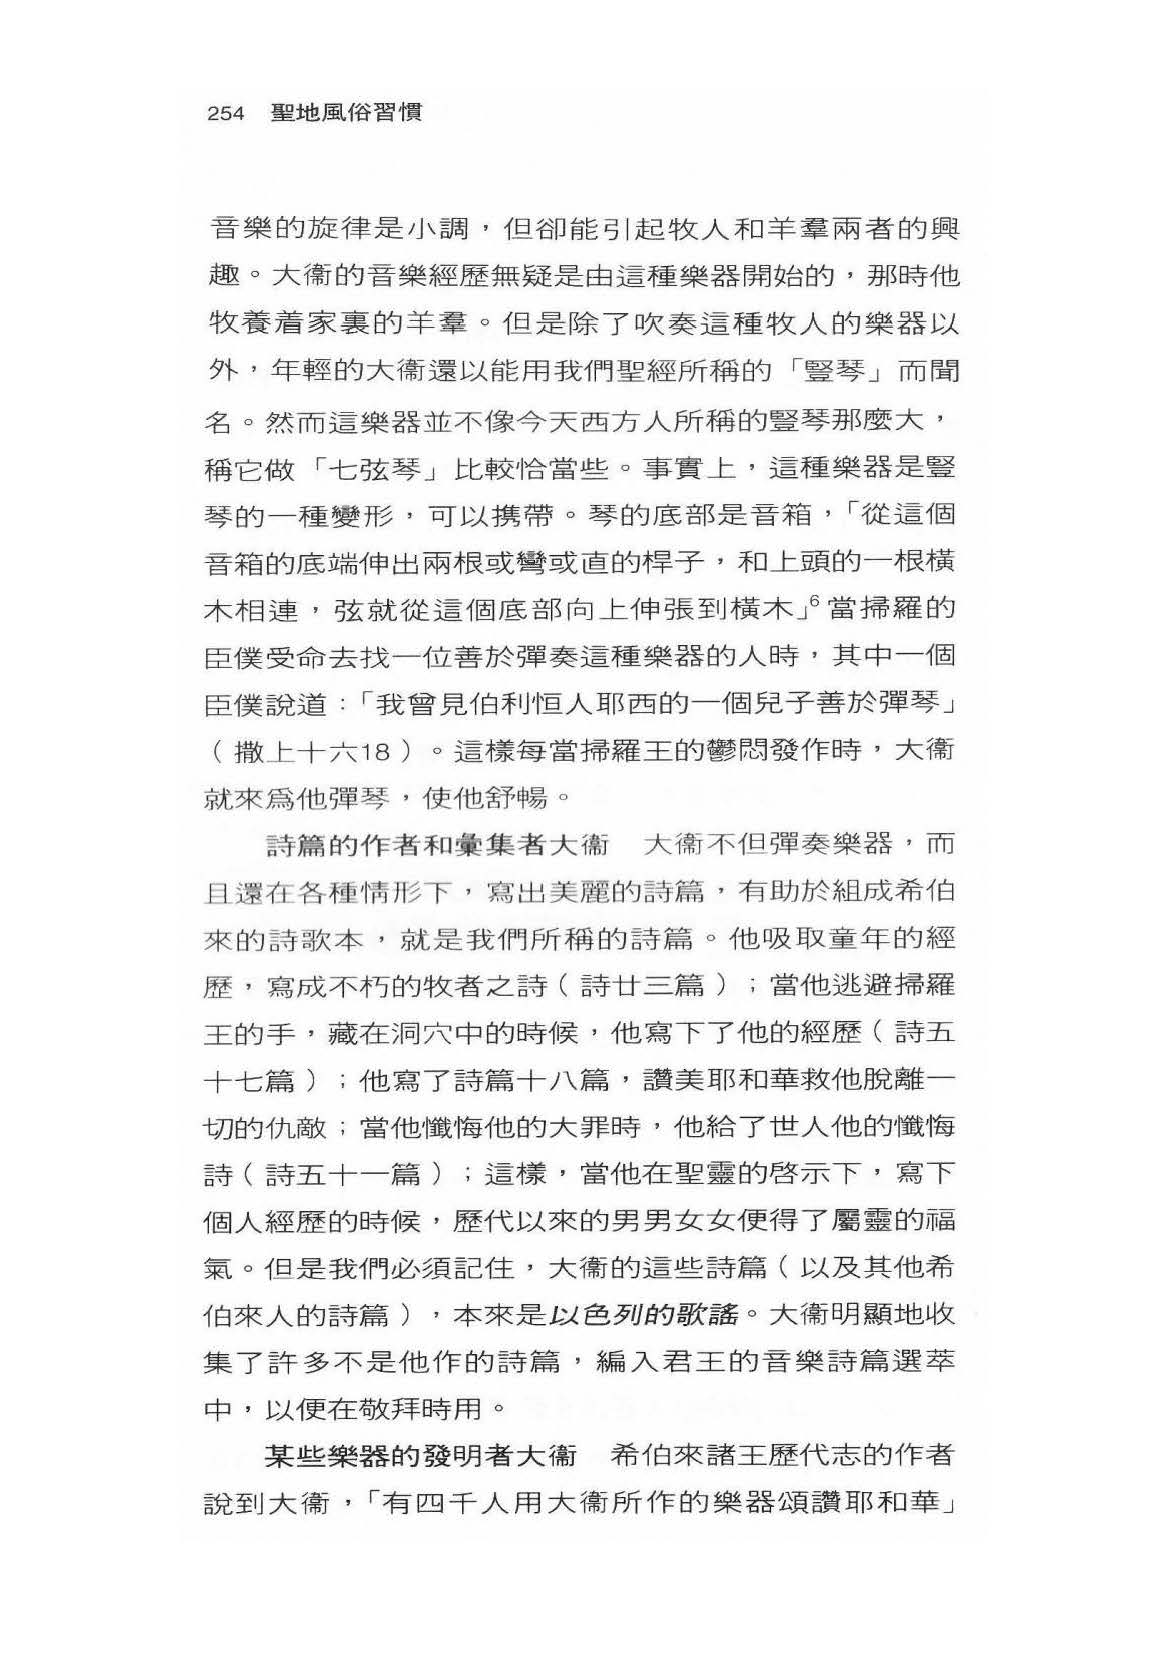 254 聖地風俗習慣
音樂的旋律是小調，但卻能引起牧人和羊羣兩者的興
趣。大衞的音樂經歷無疑是由這種樂器開始的，那時他
牧養着家裏的羊羣。但是除了吹奏這種牧人的樂器以
外，年輕的大衞還以能用我們聖經所稱的「豎琴」而聞
名。然而這樂器並不像今天西方人所稱的豎琴那麼大，
稱它做「七弦琴」比較恰當些。事實上，這種樂器是豎
琴的一種變形，可以携帶。琴的底部是音箱，「從這個
音箱的底端伸出兩根或彎或直的桿子，和上頭的一根橫
木相連，弦就從這個底部向上伸張到橫木」6當掃羅的
臣僕受命去找一位善於彈奏這種樂器的人時，其中一個
臣僕說道：「我曾見伯利恒人耶西的一個兒子善於彈琴」
（撒上十六18）。這樣每當掃羅王的鬱悶發作時，大衞
就來爲他彈琴，使他舒暢。
詩篇的作者和彙集者大衞　大衞不但彈奏樂器，而
且還在各種情形下，寫出美麗的詩篇，有助於組成希伯
來的詩歌本，就是我們所稱的詩篇。他吸取童年的經
歷，寫成不朽的牧者之詩（詩廿三篇）；當他逃避掃羅
王的手，藏在洞穴中的時候，他寫下了他的經歷（詩五
十七篇）；他寫了詩篇十八篇，讚美耶和華救他脫離一
切的仇敵；當他懺悔他的大罪時，他給了世人他的懺悔
詩（詩五十一篇）；這樣，當他在聖靈的啓示下，寫下
個人經歷的時候，歷代以來的男男女女便得了屬靈的福
氣。但是我們必須記住，大衞的這些詩篇（以及其他希
伯來人的詩篇），本來是以色列的歌謠。大衞明顯地收
集了許多不是他作的詩篇，編入君王的音樂詩篇選萃
中，以便在敬拜時用。
某些樂器的發明者大衞　希伯來諸王歷代志的作者
說到大衞，「有四千人用大衞所作的樂器頌讚耶和華」